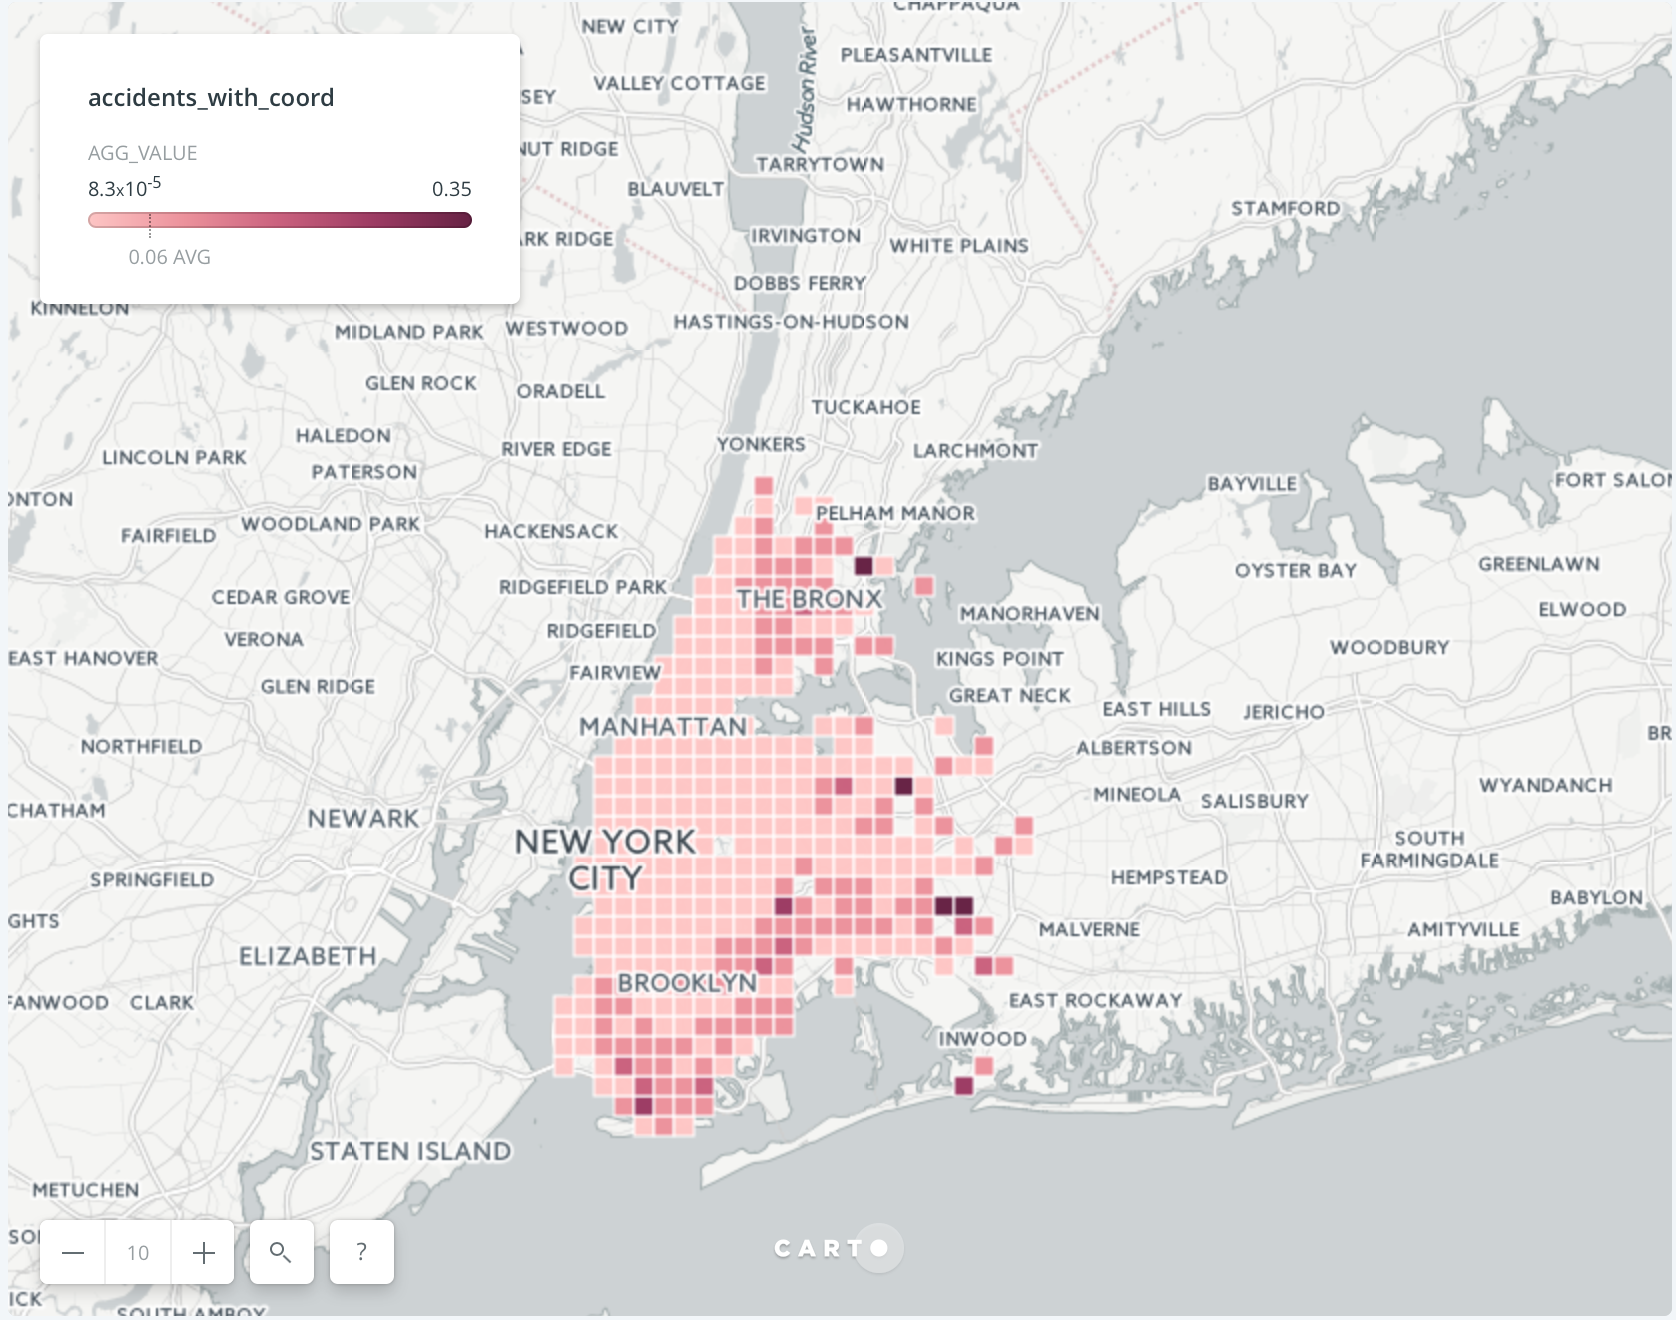 CHAPPAQUA
NEW CITY
PLEASANTVILLE
VALLEY COTTAGE
Hudson River
HAWTHORNE
accidents_with_coord
AGG_VALUE
8.3x10-5 0.35
0.06 AVG
SEY
NUT RIDGE
TARRYTOWN
BLAUVELT
STAMFORD
ARK RIDGE
IRVINGTON
WHITE PLAINS
DOBBS FERRY
KINNELON
MIDLAND PARK
WESTWOOD
HASTINGS-ON-HUDSON
GLEN ROCK
ORADELL
TUCKAHOE
HALEDON
YONKERS
LINCOLN PARK
RIVER EDGE
LARCHMONT
PATERSON
BAYVILLE
FORT SALON
ONTON
WOODLAND PARK
PELHAM MANOR
FAIRFIELD
HACKENSACK
GREENLAWN
OYSTER BAY
RIDGEFIELD PARK
CEDAR GROVE
THE BRONX
MANORHAVEN
ELWOOD
VERONA
RIDGEFIELD
WOODBURY
EAST HANOVER
FAIRVIEW
KINGS POINT
GLEN RIDGE
GREAT NECK
EAST HILLS
JERICHO
MANHATTAN
BR
NORTHFIELD
ALBERTSON
WYANDANCH
MINEOLA
SALISBURY
CHATHAM
NEWARK
NEW YORK
CITY
SOUTH
FARMINGDALE
SPRINGFIELD
HEMPSTEAD
BABYLON
GHTS
MALVERNE
AMITYVILLE
ELIZABETH
BROOKLYN
FANWOOD
CLARK
EAST ROCKAWAY
INWOOD
STATEN ISLAND
METUCHEN
SO
10
?
CARTO
ICK
SOUTH AMBOY